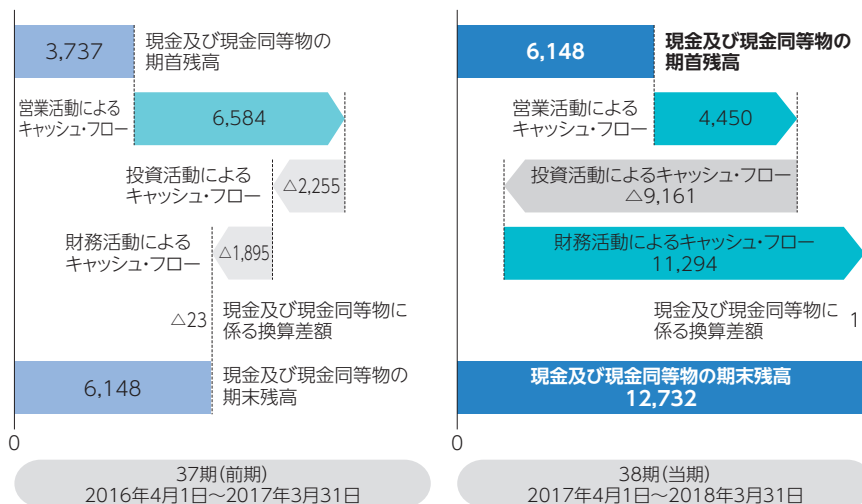 3,737
現金及び現金同等物の
期首残高
営業活動による
キャッシュ・フロー
6,584
投資活動による
キャッシュ・フロー
△2,255
財務活動による
キャッシュ・フロー
△1,895
△23
現金及び現金同等物に
係る換算差額
6,148
現金及び現金同等物の
期末残高
0
37期(前期)
2016年4月1日～2017年3月31日
6,148
現金及び現金同等物の
期首残高
営業活動による
キャッシュ・フロー
4,450
投資活動によるキャッシュ・フロー
△9,161
財務活動によるキャッシュ・フロー
11,294
現金及び現金同等物に
係る換算差額
1
現金及び現金同等物の期末残高
12,732
0
38期(当期)
2017年4月1日～2018年3月31日